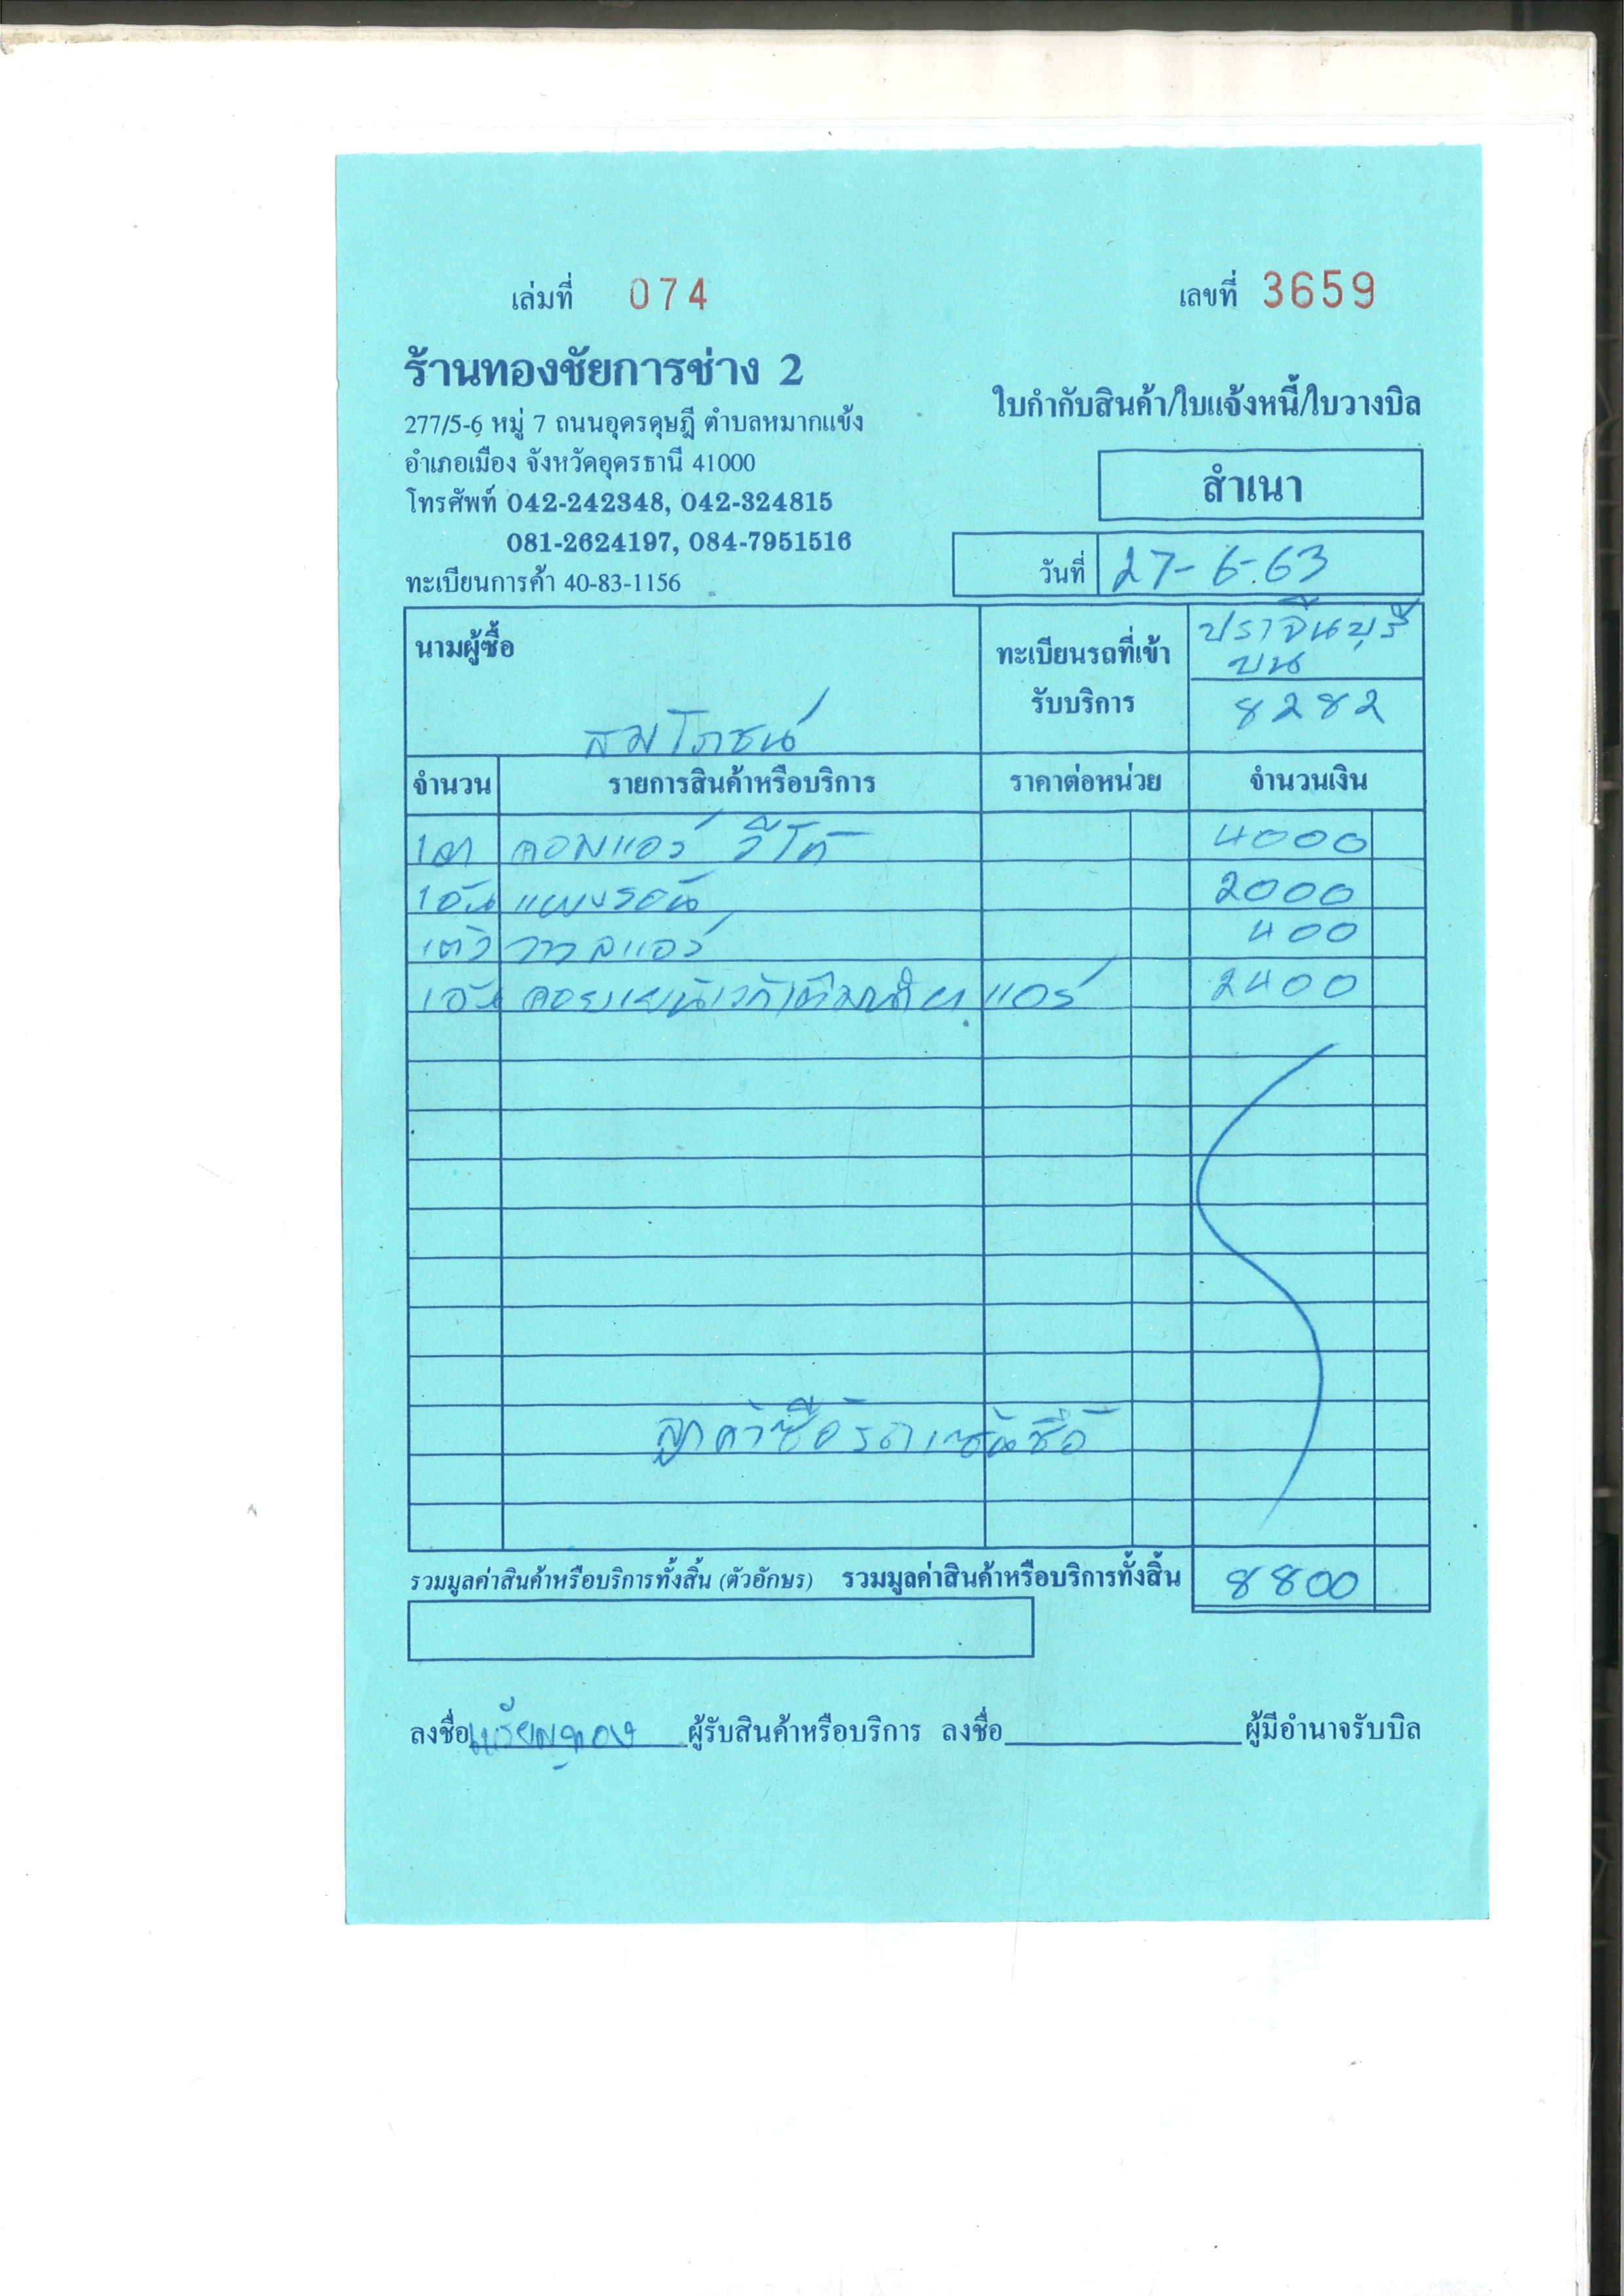 เล่มที่ 074 เลขที่ 3659
ร้านทองชัยการช่าง 2
277/5-6 หมู่ 7 ถนนอุดรดุษฎี ตำบลหมากแข้ง
ใบกำกับสินค้า/ใบแจ้งหนี้/ใบวางบิล
อำเภอเมือง จังหวัดอุดรธานี 41000
สำเนา
โทรศัพท์ 042-242348, 042-324815
081-2624197, 084-7951516
วันที่ 27-6-63
ทะเบียนการค้า 40-83-1156
นามผู้ซื้อ สมโภชน์
ทะเบียนรถที่เข้า
รับบริการ
ปราจีนบุรี
บน
8282
จำนวน รายการสินค้าหรือบริการ ราคาต่อหน่วย จำนวนเงิน
คอมแอร์ วีโก้ 4000
1อัน แผงร้อน 2000
1ตัว วาล์วแอร์ 400
1อัน 2400
ลูกค้าซื้อรถเซ็นชื่อ
รวมมูลค่าสินค้าหรือบริการทั้งสิ้น (ตัวอักษร) รวมมูลค่าสินค้าหรือบริการทั้งสิ้น 8800
ลงชื่อ เหรียญทอง ผู้รับสินค้าหรือบริการ ลงชื่อ ผู้มีอำนาจรับบิล